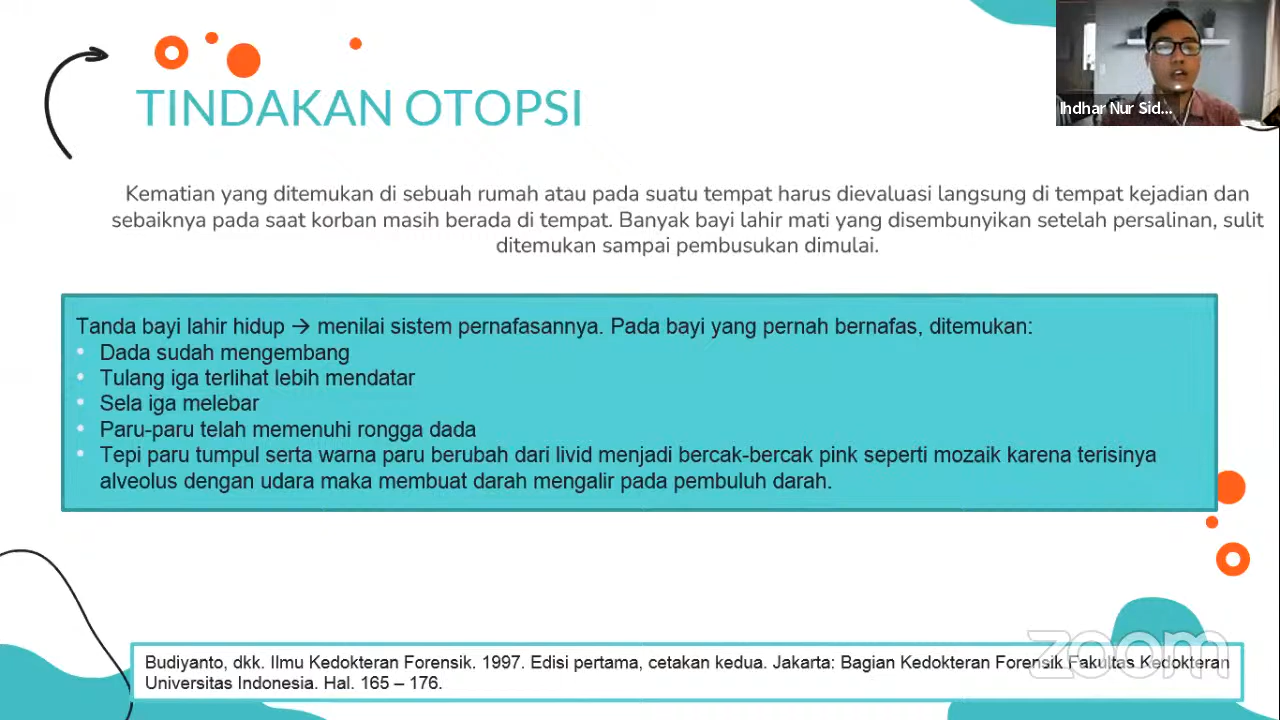 Ihdhar Nur Sid...
TINDAKAN OTOPSI
Kematian yang ditemukan di sebuah rumah atau pada suatu tempat harus dievaluasi langsung di tempat kejadian dan
sebaiknya pada saat korban masih berada di tempat. Banyak bayi lahir mati yang disembunyikan setelah persalinan, sulit
ditemukan sampai pembusukan dimulai.
Tanda bayi lahir hidup → menilai sistem pernafasannya. Pada bayi yang pernah bernafas, ditemukan:
• Dada sudah mengembang
• Tulang iga terlihat lebih mendatar
• Sela iga melebar
• Paru-paru telah memenuhi rongga dada
• Tepi paru tumpul serta warna paru berubah dari livid menjadi bercak-bercak pink seperti mozaik karena terisinya
alveolus dengan udara maka membuat darah mengalir pada pembuluh darah.
Budiyanto, dkk. Ilmu Kedokteran Forensik. 1997. Edisi pertama, cetakan kedua. Jakarta: Bagian Kedokteran Forensik Fakultas Kedokteran
Universitas Indonesia. Hal. 165 – 176.
zoom